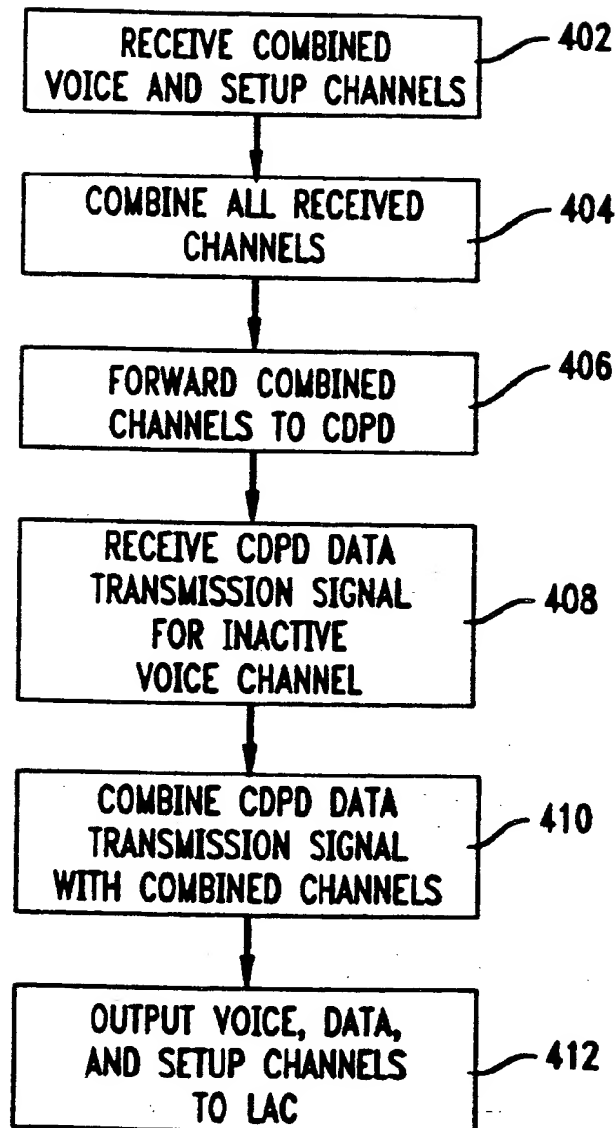 RECEIVE COMBINED
VOICE AND SETUP CHANNELS
402
COMBINE ALL RECEIVED
CHANNELS
404
FORWARD COMBINED
CHANNELS TO CDPD
406
RECEIVE CDPD DATA
TRANSMISSION SIGNAL
FOR INACTIVE
VOICE CHANNEL
408
COMBINE CDPD DATA
TRANSMISSION SIGNAL
WITH COMBINED CHANNELS
410
OUTPUT VOICE, DATA,
AND SETUP CHANNELS
TO LAC
412